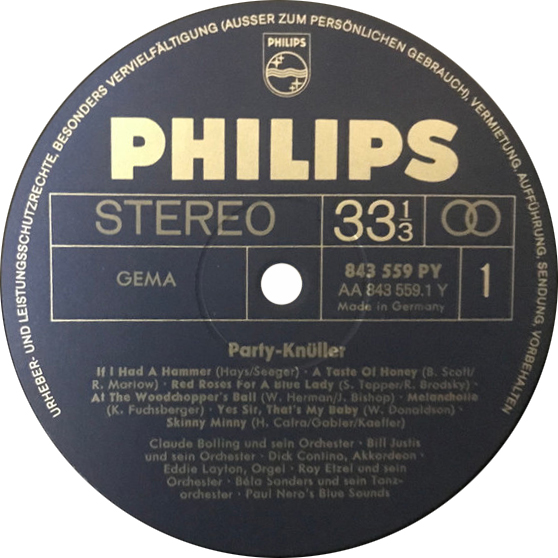 URHEBER- UND LEISTUNGSSCHUTZRECHTE, BESONDERS VERVIELFÄLTIGUNG (AUSSER ZUM PERSÖNLICHEN GEBRAUCH), VERMIETUNG, AUFFÜHRUNG, SENDUNG, VORBEHALTEN
PHILIPS
PHILIPS
STEREO 33 1/3
GEMA
843 559 PY
AA 843 559.1 Y
Made in Germany
1
Party-Knüller
If I Had A Hammer (Hays/Seeger) · A Taste Of Honey (B. Scott/
R. Marlow) · Red Roses For A Blue Lady (S. Tepper/R. Brodsky) ·
At The Woodchopper's Ball (W. Herman/J. Bishop) · Melancholie
(K. Fuchsberger) · Yes Sir, That's My Baby (W. Donaldson) ·
Skinny Minny (H. Calra/Gabler/Kaeffer)
Claude Bolling und sein Orchester · Bill Justis
und sein Orchester · Dick Contino, Akkordeon ·
Eddie Layton, Orgel · Roy Etzel und sein
Orchester · Béla Sanders und sein Tanz-
orchester · Paul Nero's Blue Sounds